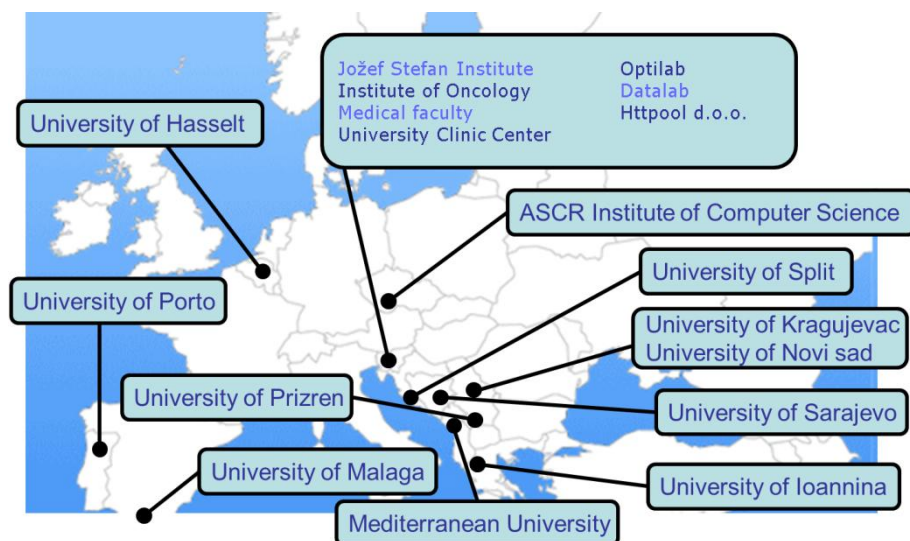 Jožef Stefan Institute
Institute of Oncology
Medical faculty
University Clinic Center
Optilab
Datalab
Httpool d.o.o.
University of Hasselt
ASCR Institute of Computer Science
University of Split
University of Porto
University of Kragujevac
University of Novi sad
University of Prizren
University of Sarajevo
University of Malaga
University of Ioannina
Mediterranean University